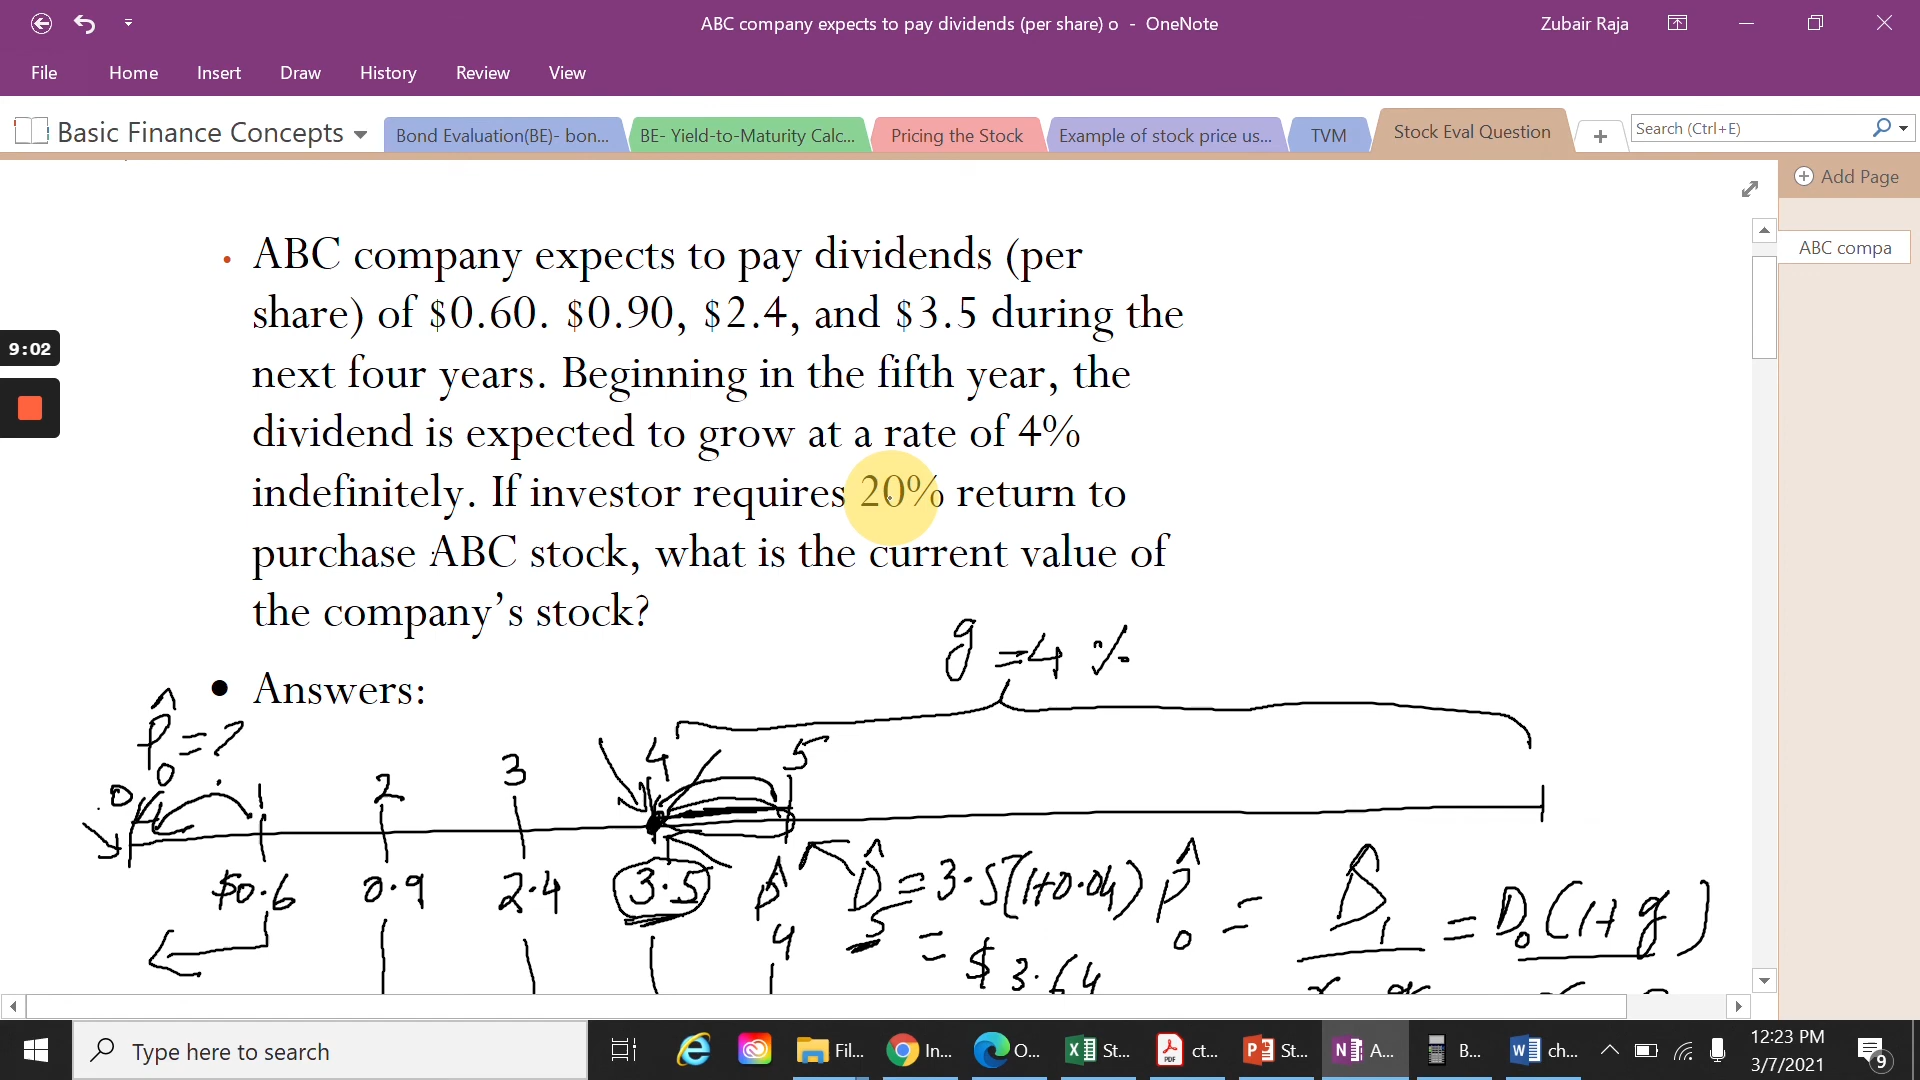 ABC company expects to pay dividends (per share) o - OneNote
Zubair Raja
File Home Insert Draw History Review View
Basic Finance Concepts
Bond Evaluation(BE)- bon...
BE- Yield-to-Maturity Calc...
Pricing the Stock
Example of stock price us...
TVM
Stock Eval Question
+
Search (Ctrl+E)
Add Page
ABC compa
9:02
• ABC company expects to pay dividends (per
share) of $0.60. $0.90, $2.4, and $3.5 during the
next four years. Beginning in the fifth year, the
dividend is expected to grow at a rate of 4%
indefinitely. If investor requires 20% return to
purchase ABC stock, what is the current value of
the company’s stock?
g = 4 %
• Answers:
P̂0 = ?
0 1 2 3 4 5
$0.6 0.9 2.4 3.5 P̂4
D̂5 = 3.5(1+0.04)
= $3.64
P̂0 = D̂1 = D0(1+g)
Type here to search
Fil...
In...
O...
St...
ct...
St...
A...
B...
ch...
12:23 PM
3/7/2021
9